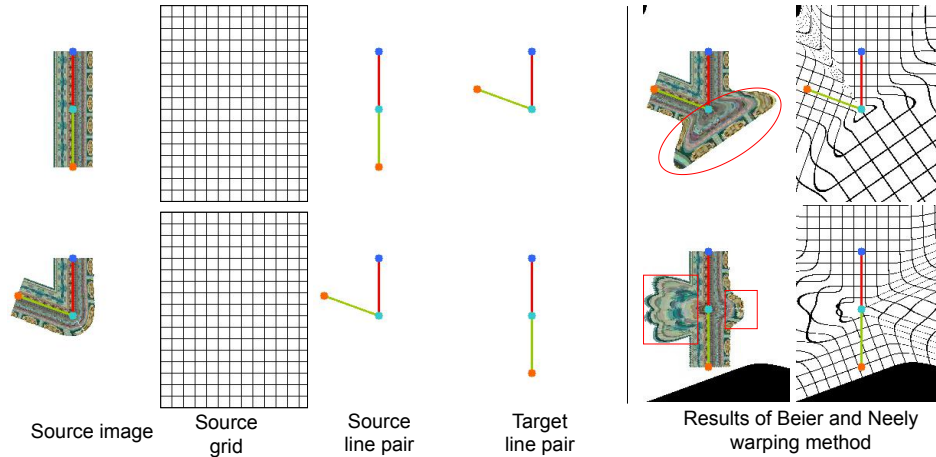 Source image
Source
grid
Source
line pair
Target
line pair
Results of Beier and Neely
warping method